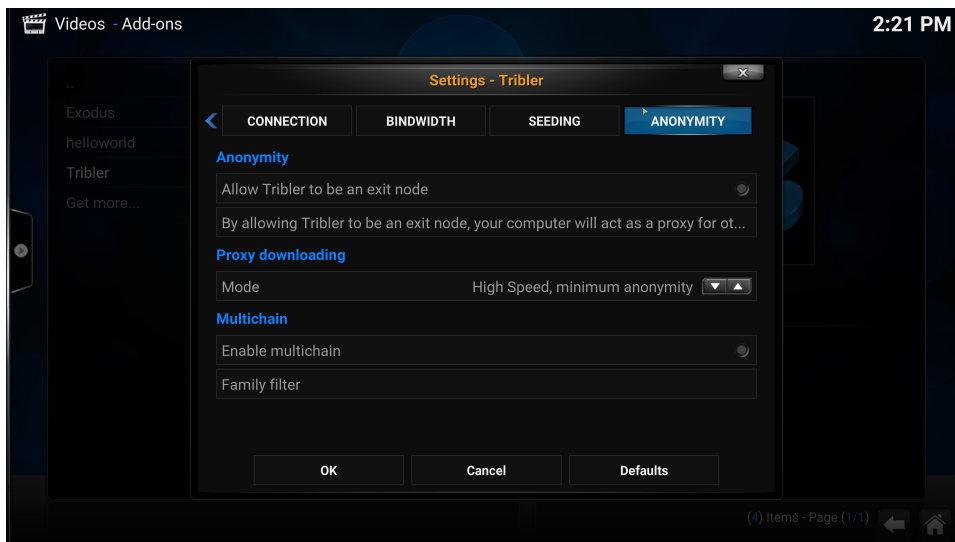 Videos - Add-ons
2:21 PM
Settings - Tribler
x
..
Exodus
helloworld
Tribler
Get more...
CONNECTION BINDWIDTH SEEDING ANONYMITY
Anonymity
Allow Tribler to be an exit node
By allowing Tribler to be an exit node, your computer will act as a proxy for ot...
Proxy downloading
Mode High Speed, minimum anonymity
Multichain
Enable multichain
Family filter
OK Cancel Defaults
(4) Items - Page (1/1)